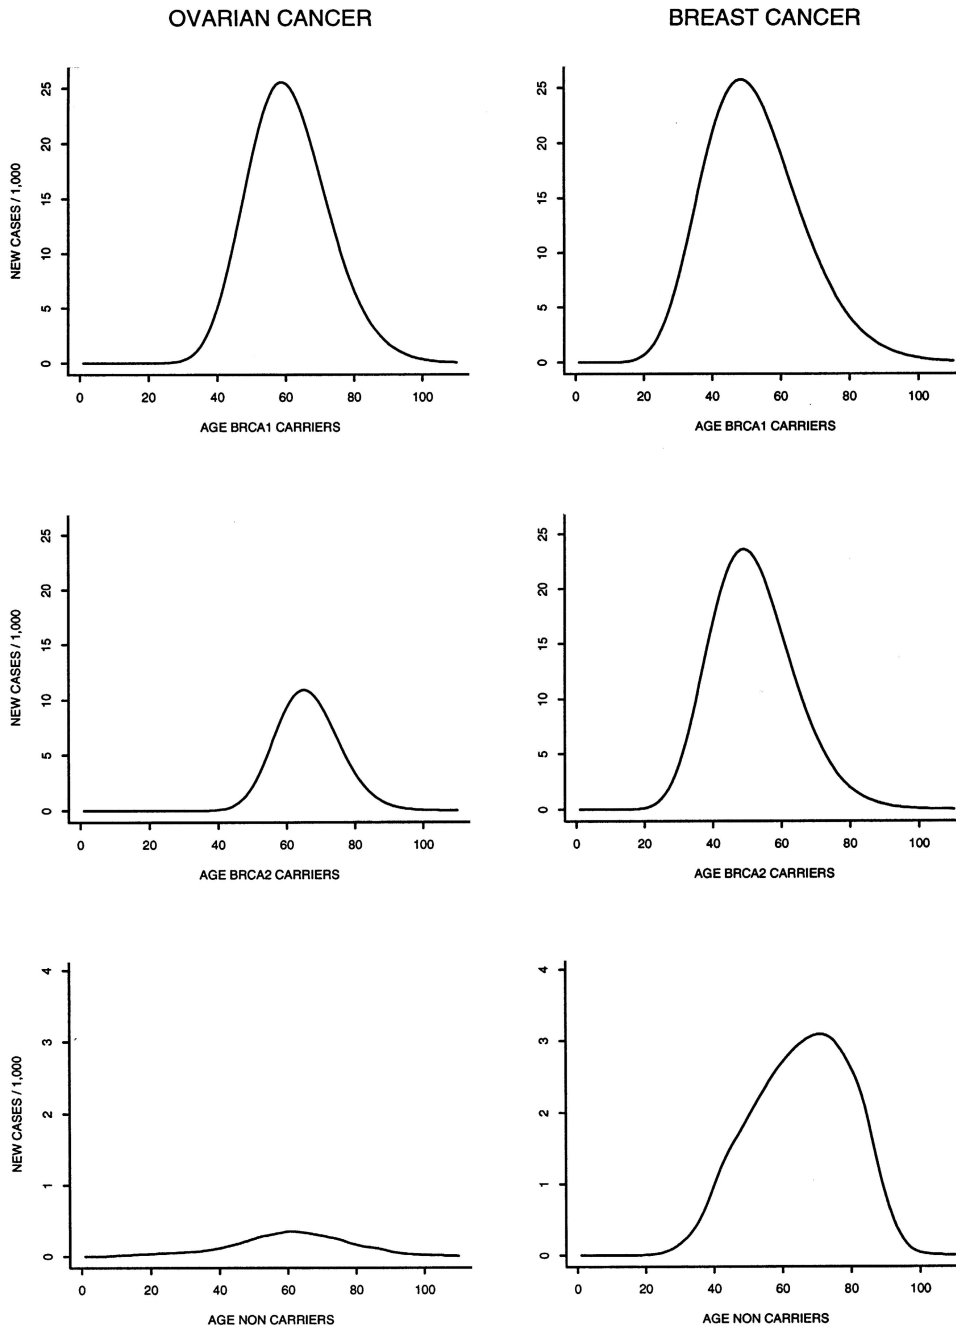 OVARIAN CANCER
BREAST CANCER
NEW CASES / 1,000
25
20
15
10
5
0
0 20 40 60 80 100
AGE BRCA1 CARRIERS
25
20
15
10
5
0
0 20 40 60 80 100
AGE BRCA1 CARRIERS
NEW CASES / 1,000
25
20
15
10
5
0
0 20 40 60 80 100
AGE BRCA2 CARRIERS
25
20
15
10
5
0
0 20 40 60 80 100
AGE BRCA2 CARRIERS
NEW CASES / 1,000
4
3
2
1
0
0 20 40 60 80 100
AGE NON CARRIERS
4
3
2
1
0
0 20 40 60 80 100
AGE NON CARRIERS